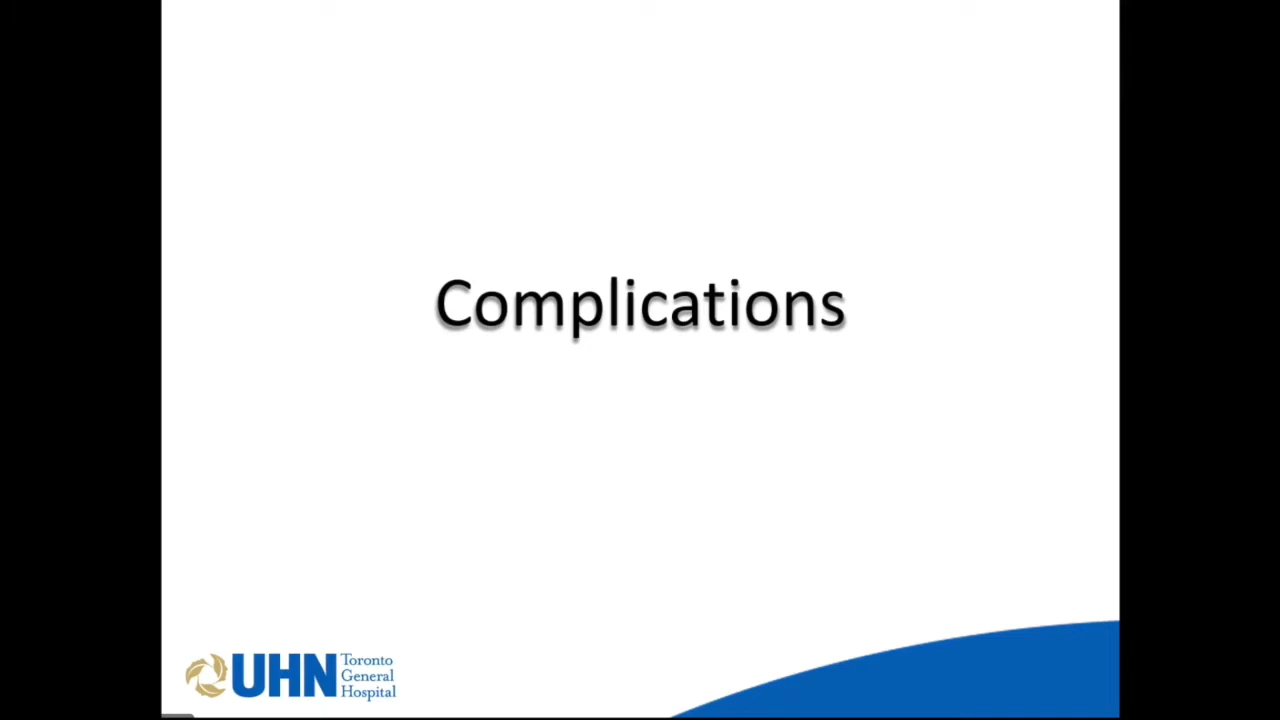 Complications
UHN
Toronto
General
Hospital